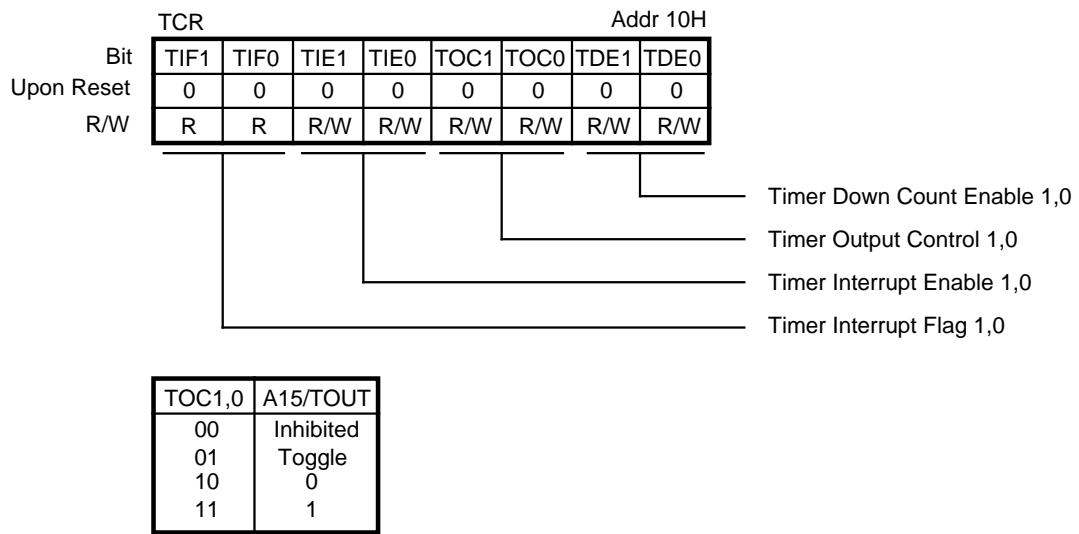 TCR Addr 10H
Bit TIF1 TIF0 TIE1 TIE0 TOC1 TOC0 TDE1 TDE0
Upon Reset 0 0 0 0 0 0 0 0
R/W R R R/W R/W R/W R/W R/W R/W
Timer Down Count Enable 1,0
Timer Output Control 1,0
Timer Interrupt Enable 1,0
Timer Interrupt Flag 1,0
TOC1,0 A15/TOUT
00 Inhibited
01 Toggle
10 0
11 1